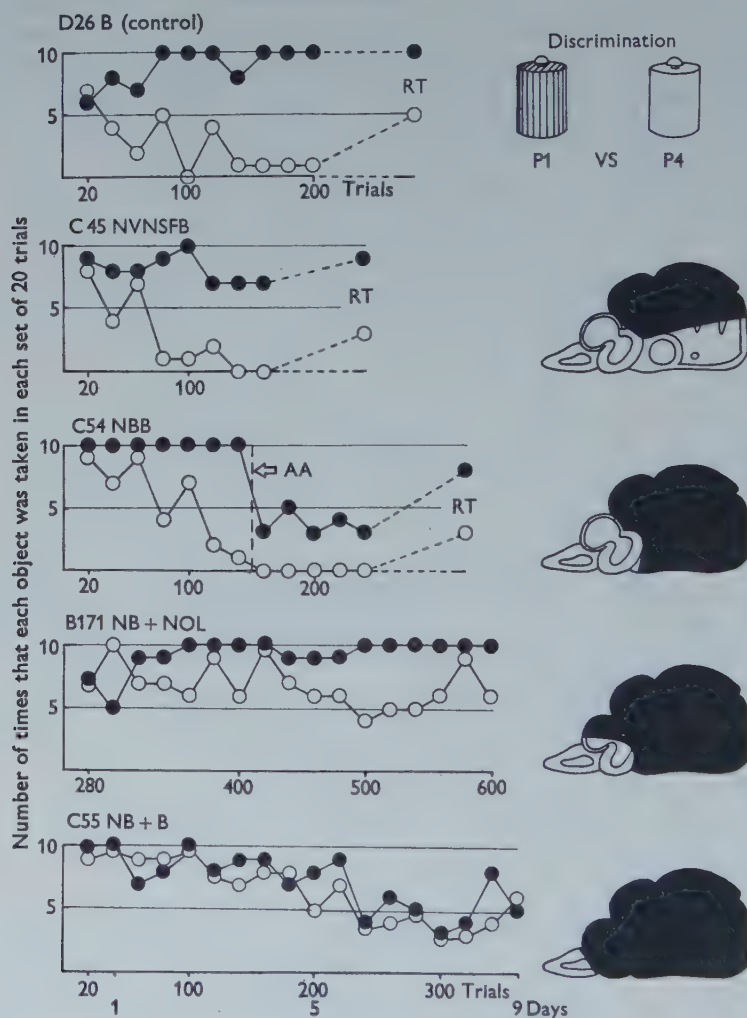 D26 B (control)
10
5
RT
20
100
200
Trials
Discrimination
P1
VS
P4
C45 NVNSFB
10
5
RT
20
100
C54 NBB
10
5
AA
RT
20
100
200
B171 NB + NOL
10
5
280
400
500
600
C55 NB + B
10
5
20
100
200
300 Trials
1
5
9 Days
Number of times that each object was taken in each set of 20 trials